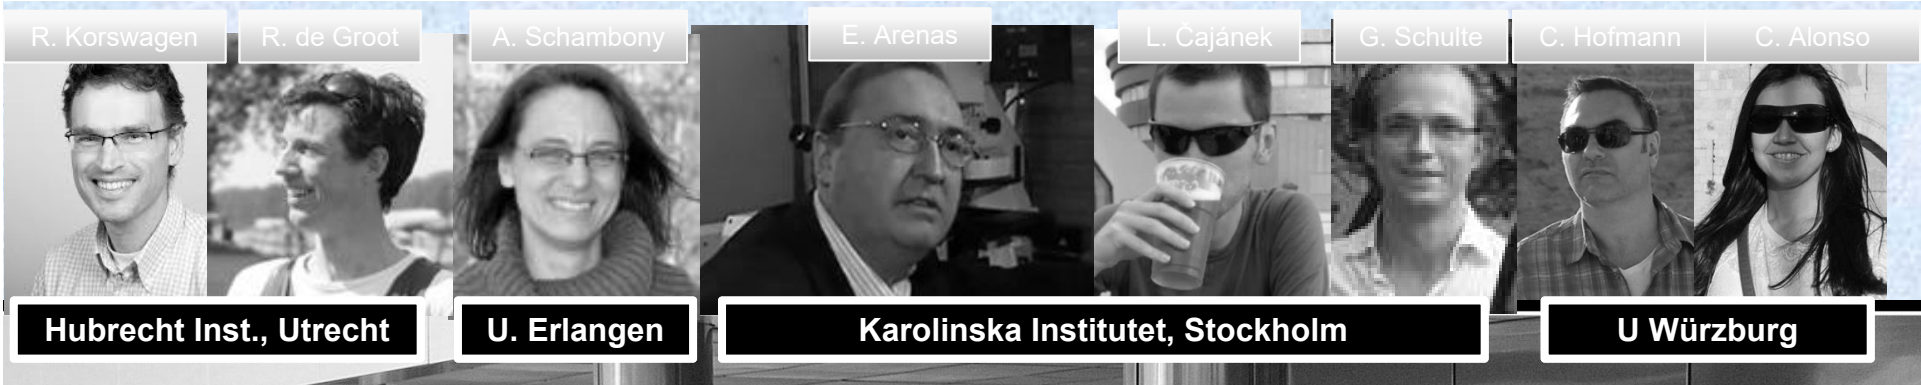 R. Korswagen
R. de Groot
A. Schambony
E. Arenas
L. Čajánek
G. Schulte
C. Hofmann
C. Alonso
Hubrecht Inst., Utrecht
U. Erlangen
Karolinska Institutet, Stockholm
U Würzburg